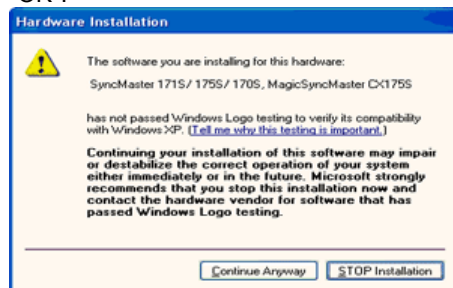 Hardware Installation
The software you are installing for this hardware:
SyncMaster 171S/ 175S/ 170S, MagicSyncMaster CX175S
has not passed Windows Logo testing to verify its compatibility
with Windows XP. (Tell me why this testing is important.)
Continuing your installation of this software may impair
or destabilize the correct operation of your system
either immediately or in the future. Microsoft strongly
recommends that you stop this installation now and
contact the hardware vendor for software that has
passed Windows Logo testing.
Continue Anyway STOP Installation